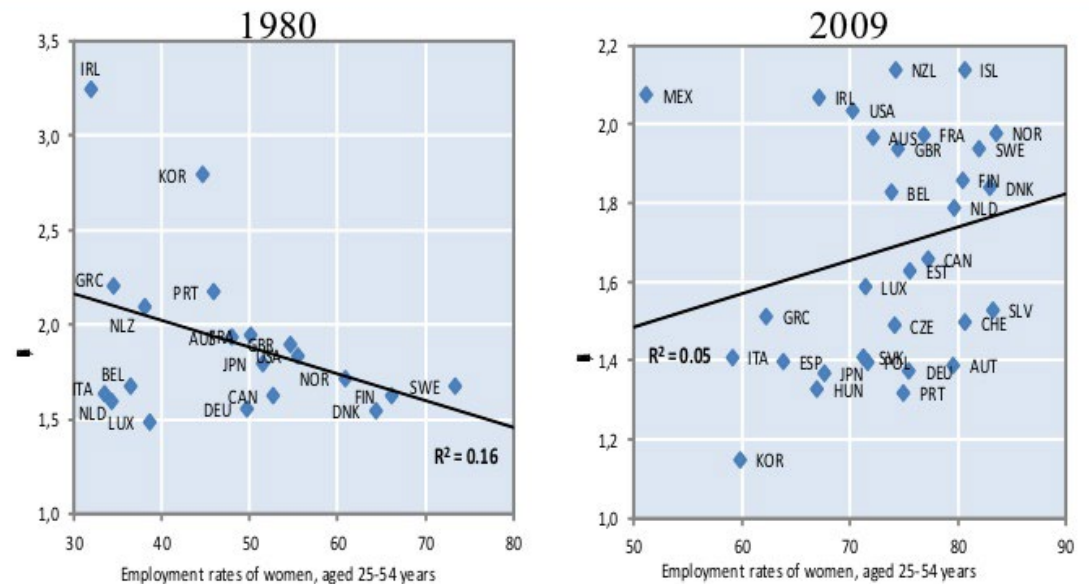 1980
3,5
3,0
2,5
2,0
1,5
1,0
IRL
KOR
GRC
PRT
NLZ
AUS
FRA
GBR
USA
JPN
BEL
ITA
NLD
LUX
CAN
DEU
NOR
FIN
DNK
SWE
R² = 0.16
30 40 50 60 70 80
Employment rates of women, aged 25-54 years
2009
2,2
2,0
1,8
1,6
1,4
1,2
1,0
NZL
ISL
MEX
IRL
USA
AUS
FRA
NOR
GBR
SWE
FIN
BEL
DNK
NLD
CAN
EST
LUX
SLV
GRC
CZE
CHE
R² = 0.05
ITA
ESP
SVK
POL
JPN
DEU
AUT
HUN
PRT
KOR
50 60 70 80 90
Employment rates of women, aged 25-54 years